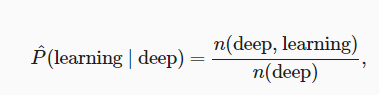 P̂(learning | deep) = n(deep, learning) / n(deep),